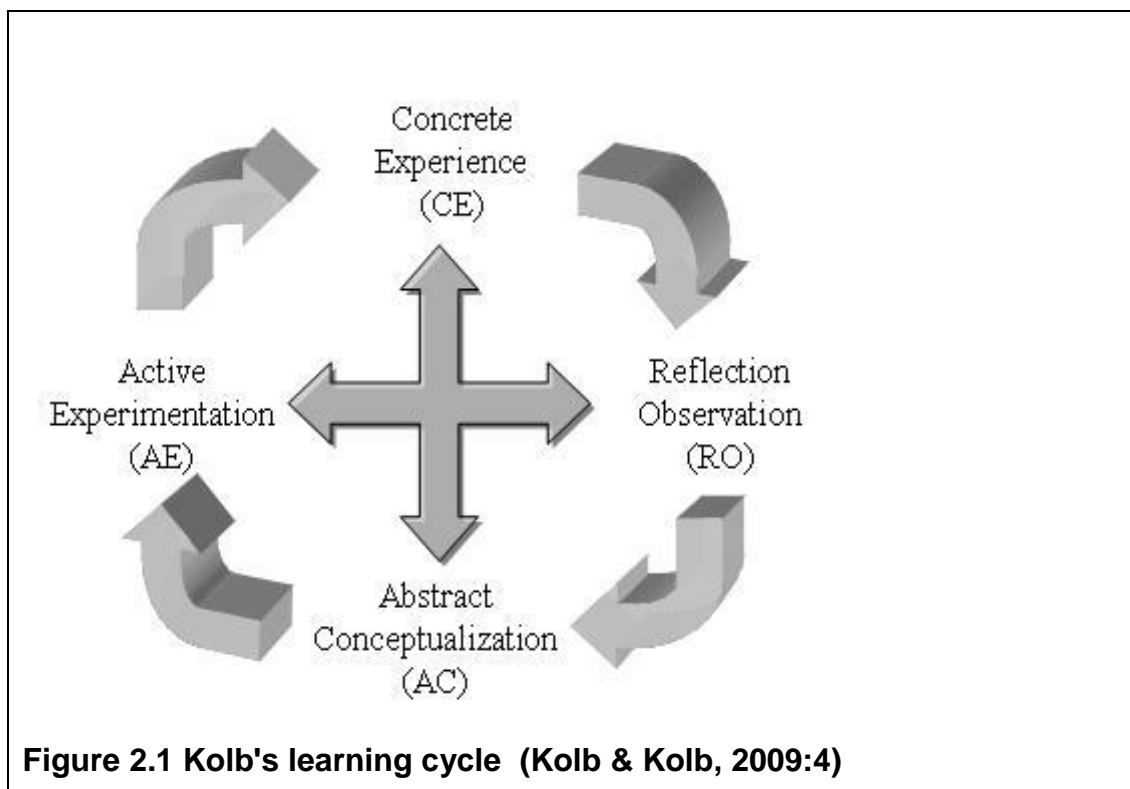 Concrete
Experience
(CE)
Active
Experimentation
(AE)
Reflection
Observation
(RO)
Abstract
Conceptualization
(AC)
Figure 2.1 Kolb's learning cycle  (Kolb & Kolb, 2009:4)